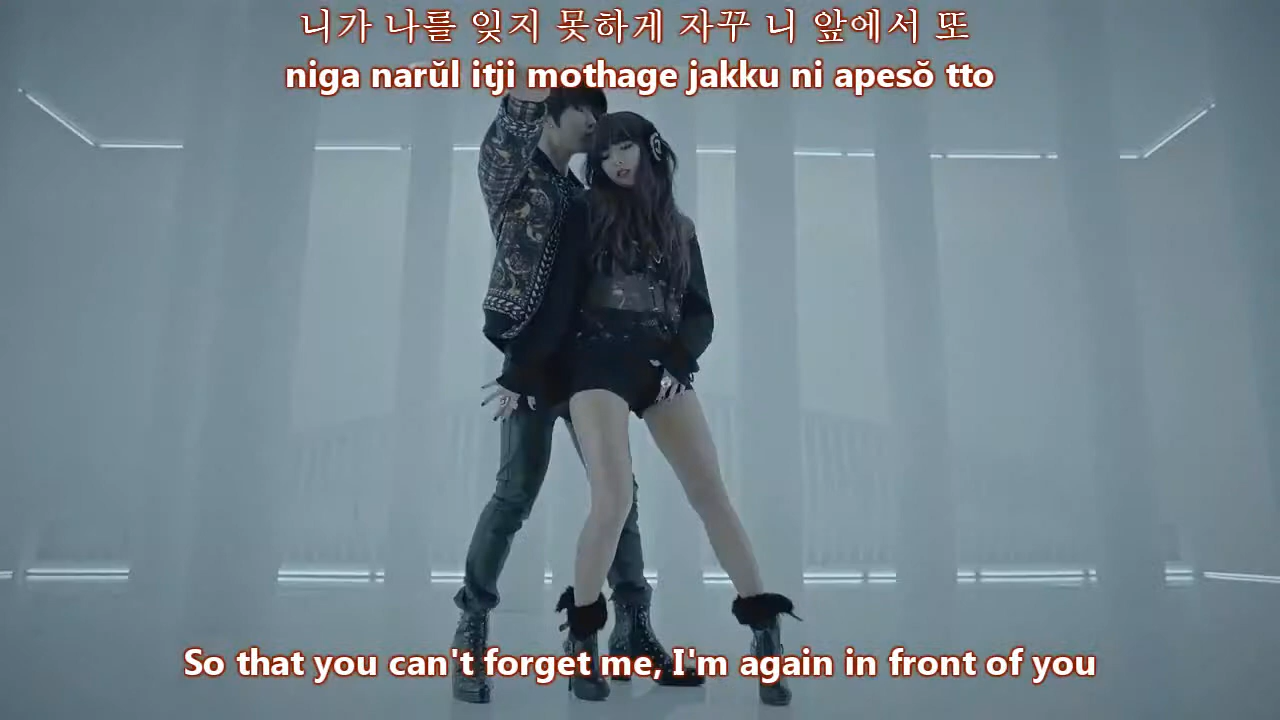 니가 나를 잊지 못하게 자꾸 니 앞에서 또
niga narŭl itji mothage jakku ni apesŏ tto
So that you can't forget me, I'm again in front of you